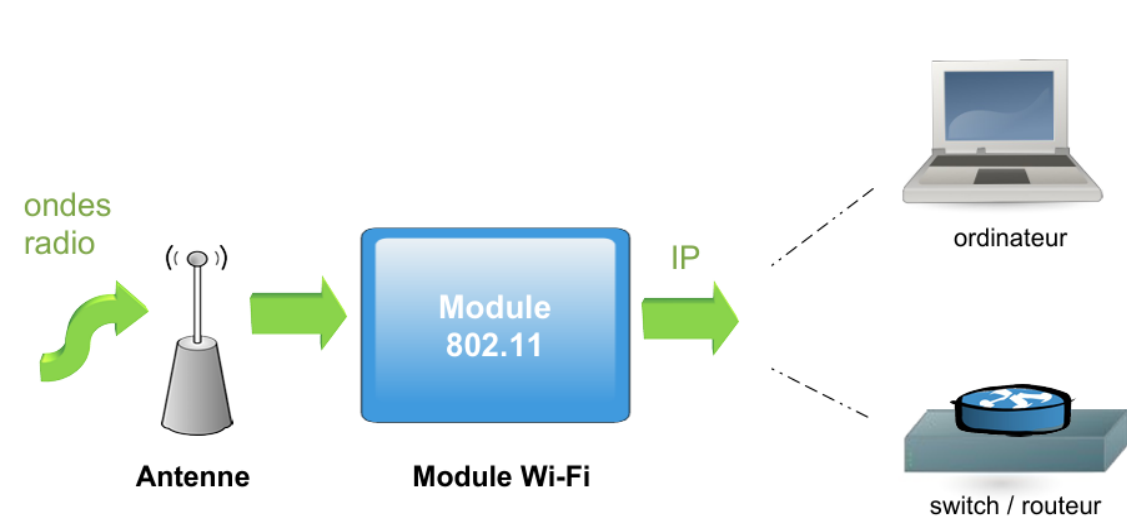 ondes
radio
Antenne
Module
802.11
Module Wi-Fi
IP
ordinateur
switch / routeur